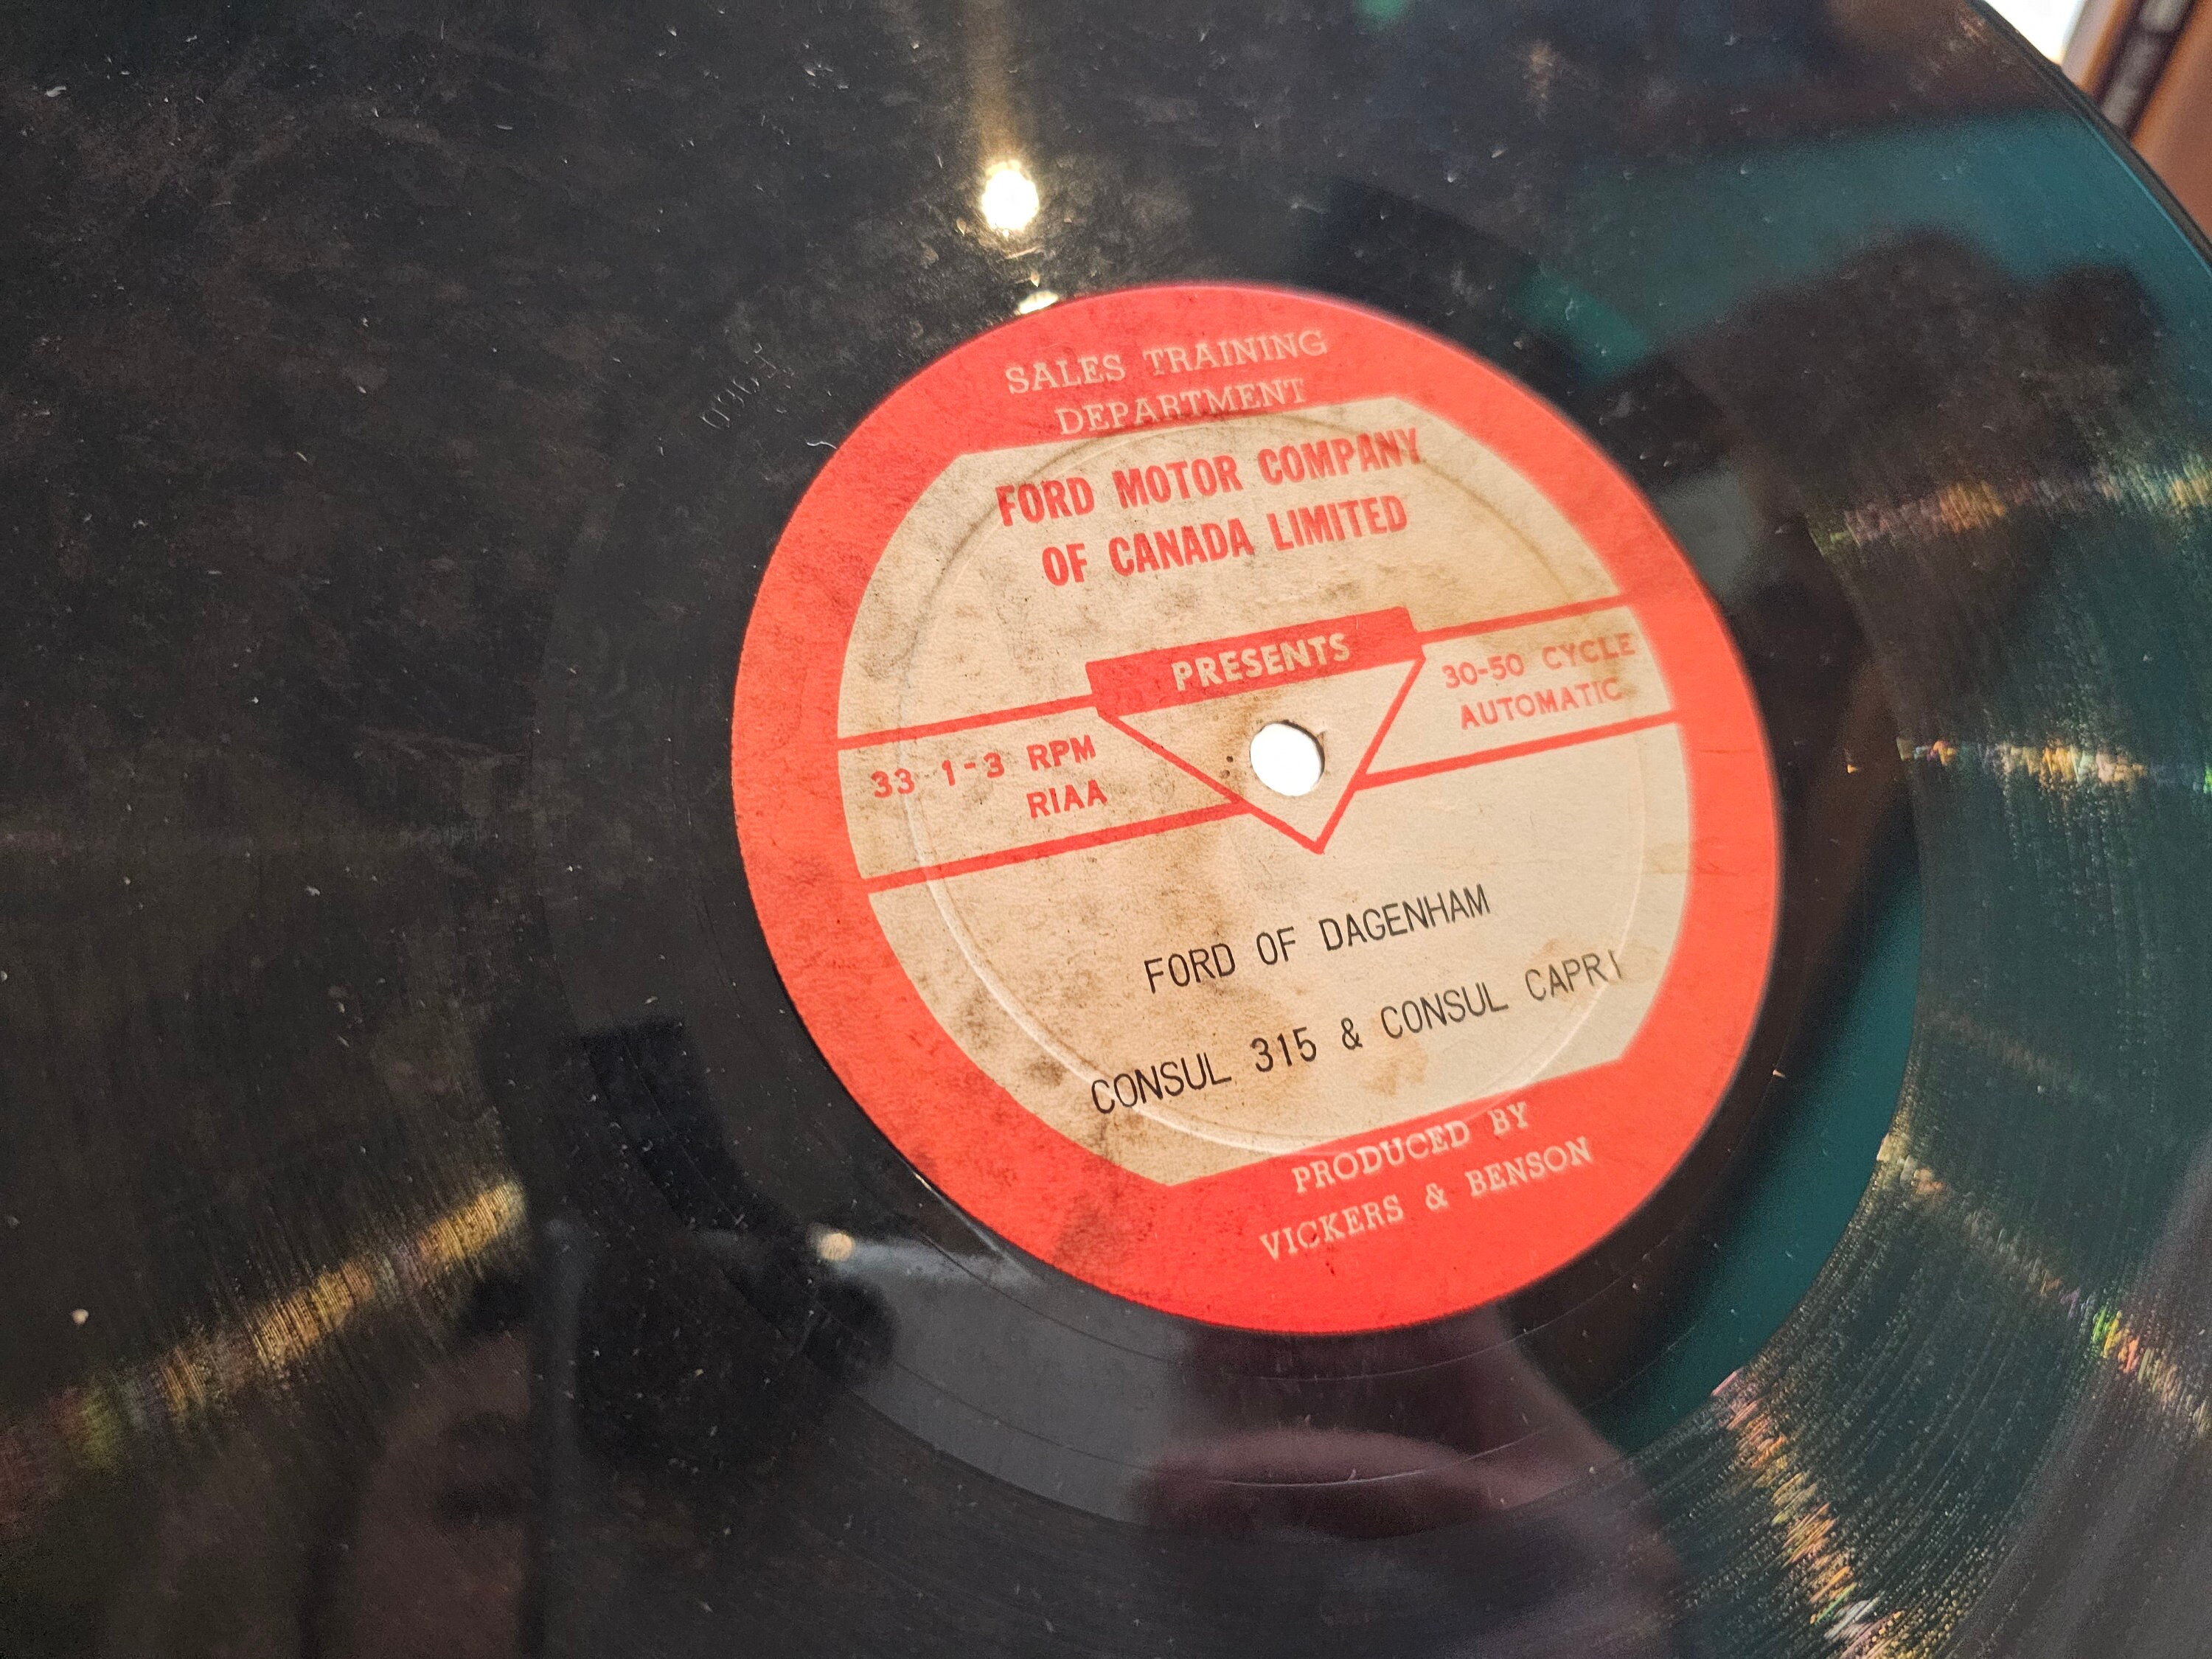 SALES TRAINING
DEPARTMENT
FORD MOTOR COMPANY
OF CANADA LIMITED
PRESENTS
33 1-3 RPM
RIAA
30-50 CYCLE
AUTOMATIC
FORD OF DAGENHAM
CONSUL 315 & CONSUL CAPRI
PRODUCED BY
VICKERS & BENSON